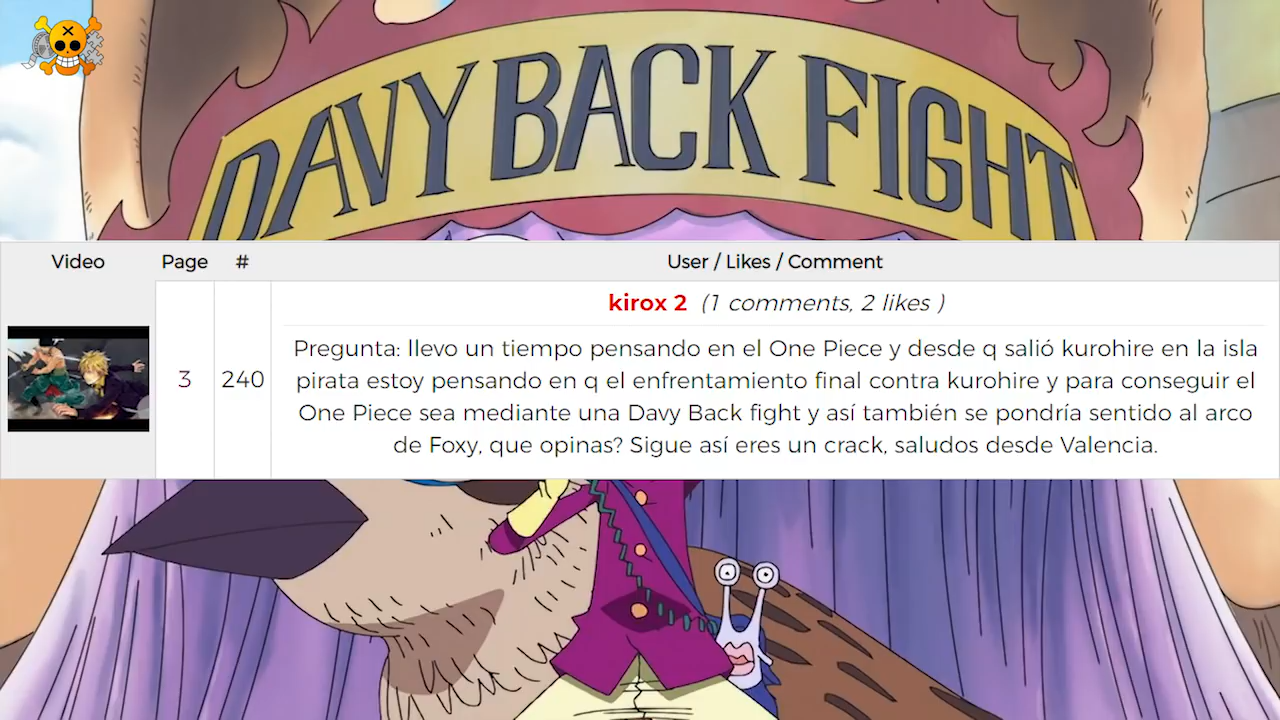 DAVY BACK FIGHT
Video Page # User / Likes / Comment
kirox 2 (1 comments, 2 likes )
3 240
Pregunta: llevo un tiempo pensando en el One Piece y desde q salió kurohire en la isla
pirata estoy pensando en q el enfrentamiento final contra kurohire y para conseguir el
One Piece sea mediante una Davy Back fight y así también se pondría sentido al arco
de Foxy, que opinas? Sigue así eres un crack, saludos desde Valencia.